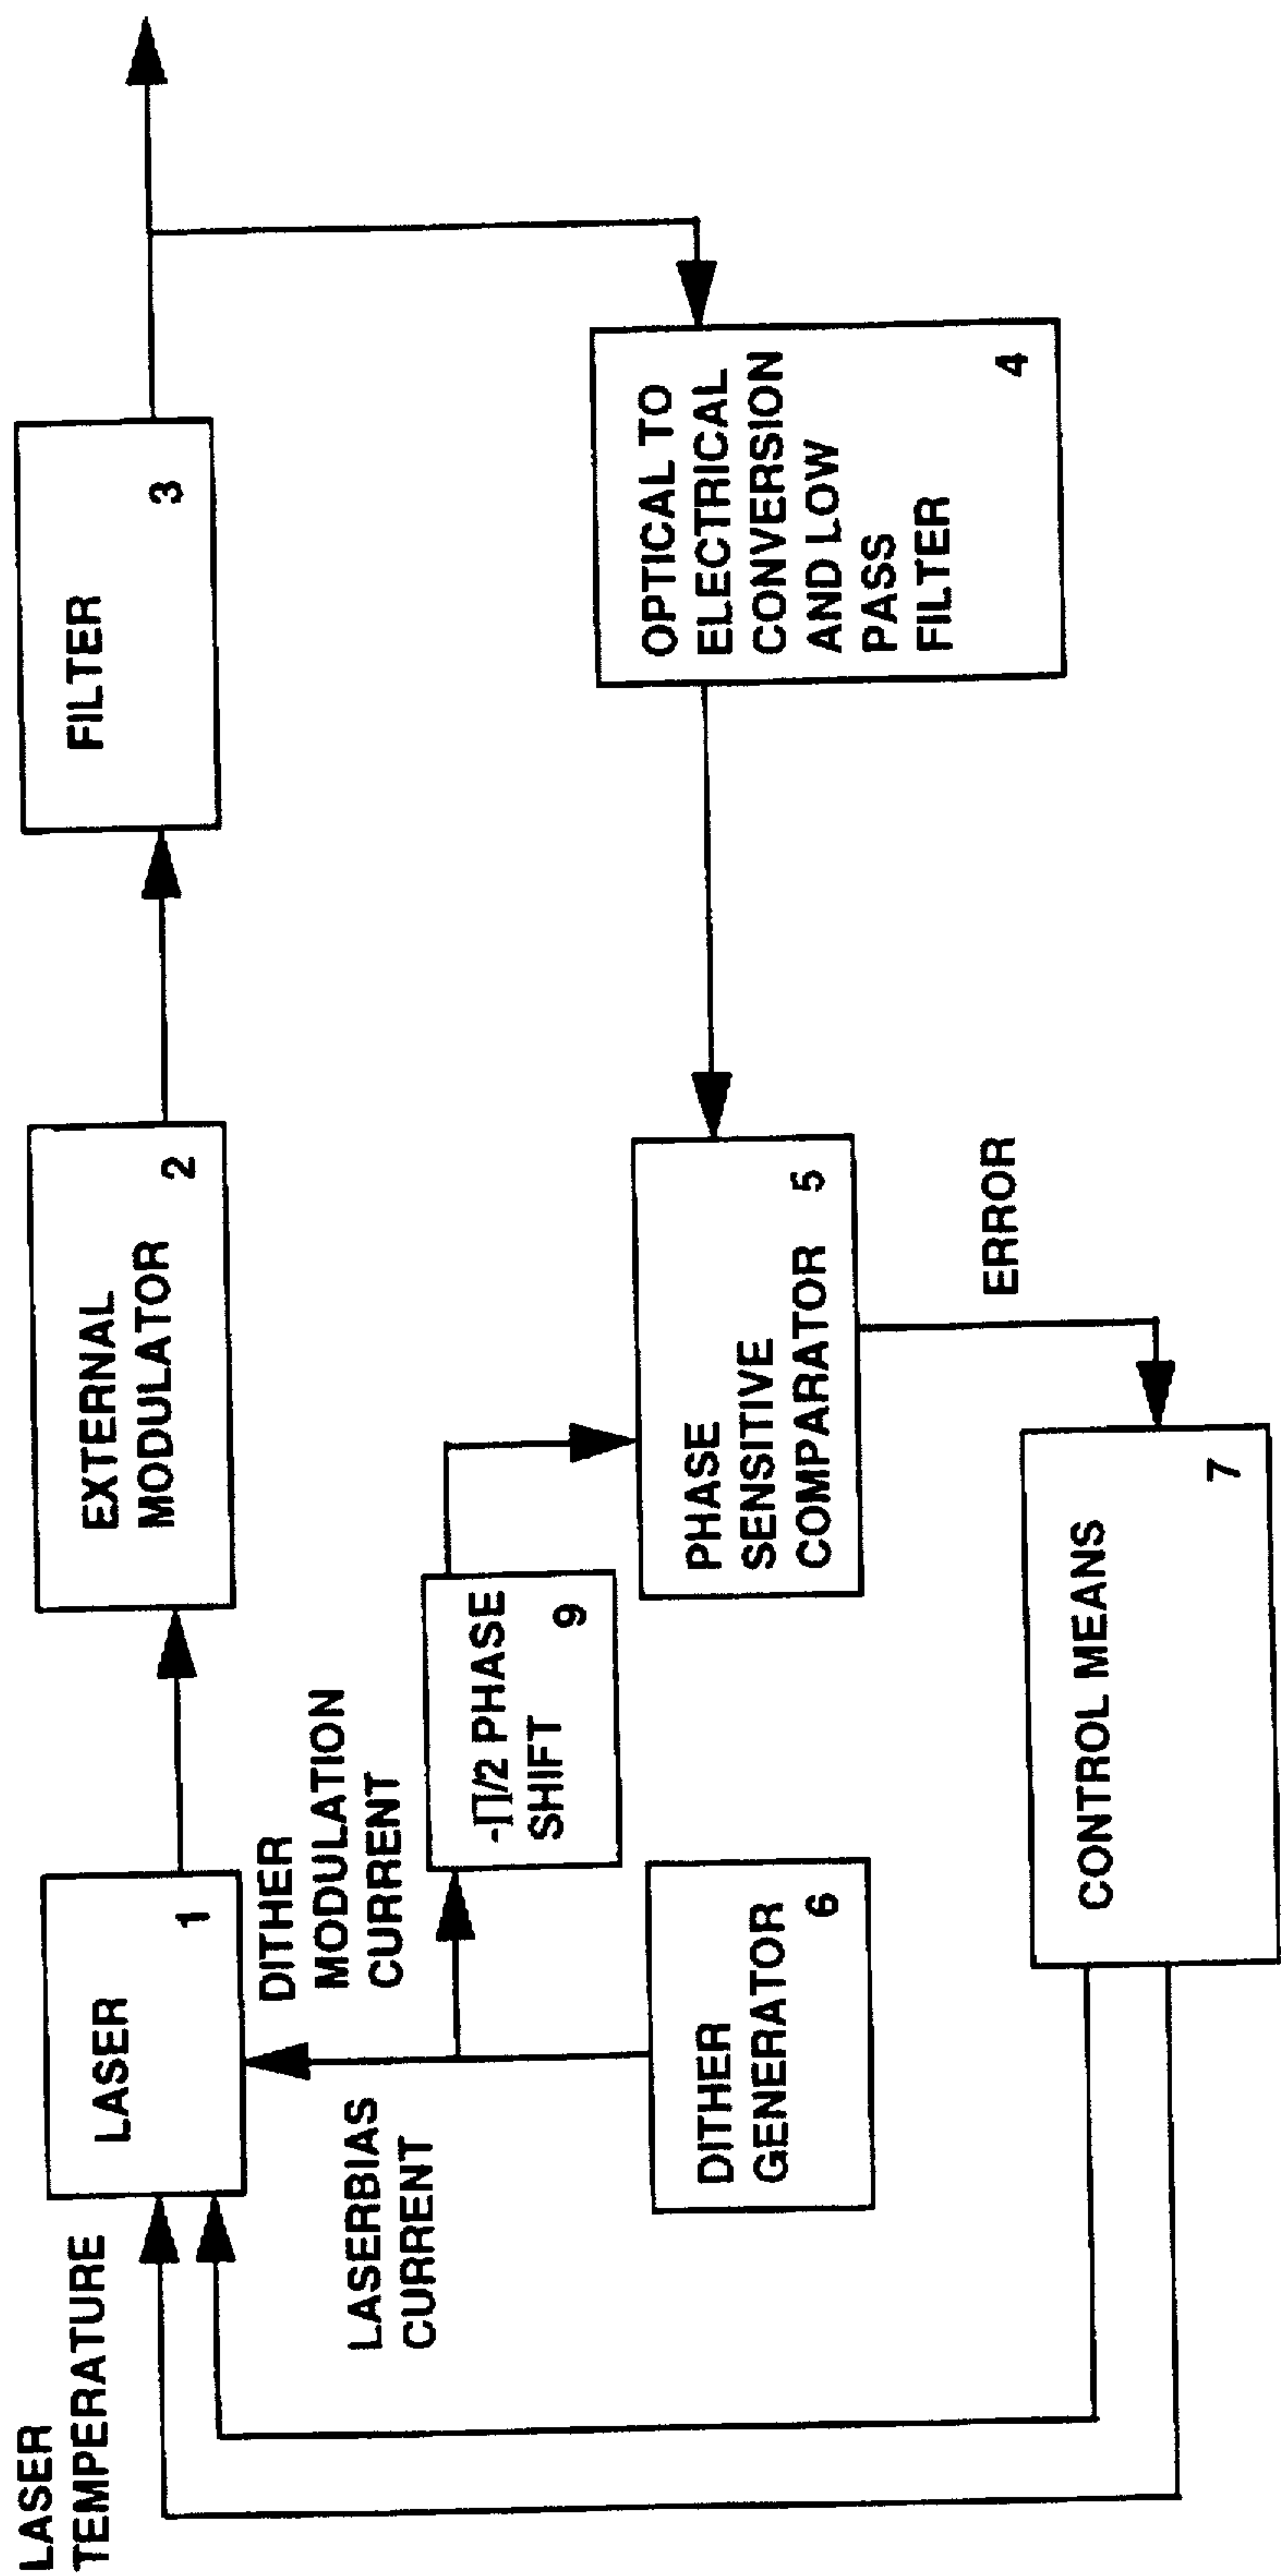 LASER
TEMPERATURE
LASER
1
EXTERNAL
MODULATOR
2
FILTER
3
LASERBIAS
CURRENT
DITHER
MODULATION
CURRENT
-Π/2 PHASE
SHIFT
9
DITHER
GENERATOR
6
PHASE
SENSITIVE
COMPARATOR
5
OPTICAL TO
ELECTRICAL
CONVERSION
AND LOW
PASS
FILTER
4
ERROR
CONTROL MEANS
7